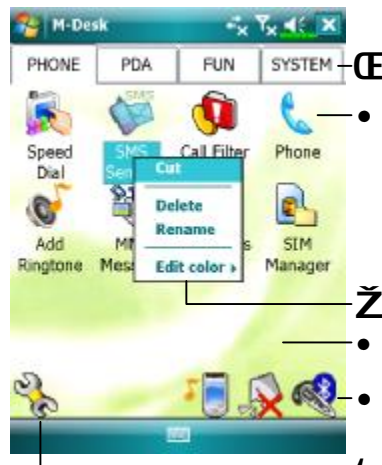 M-Desk
PHONE PDA FUN SYSTEM Œ
SMS
•
Speed Dial
SMS
Call Filter
Phone
Cut
Delete
Rename
Edit color
Add Ringtone
SIM Manager
Ž
•
•